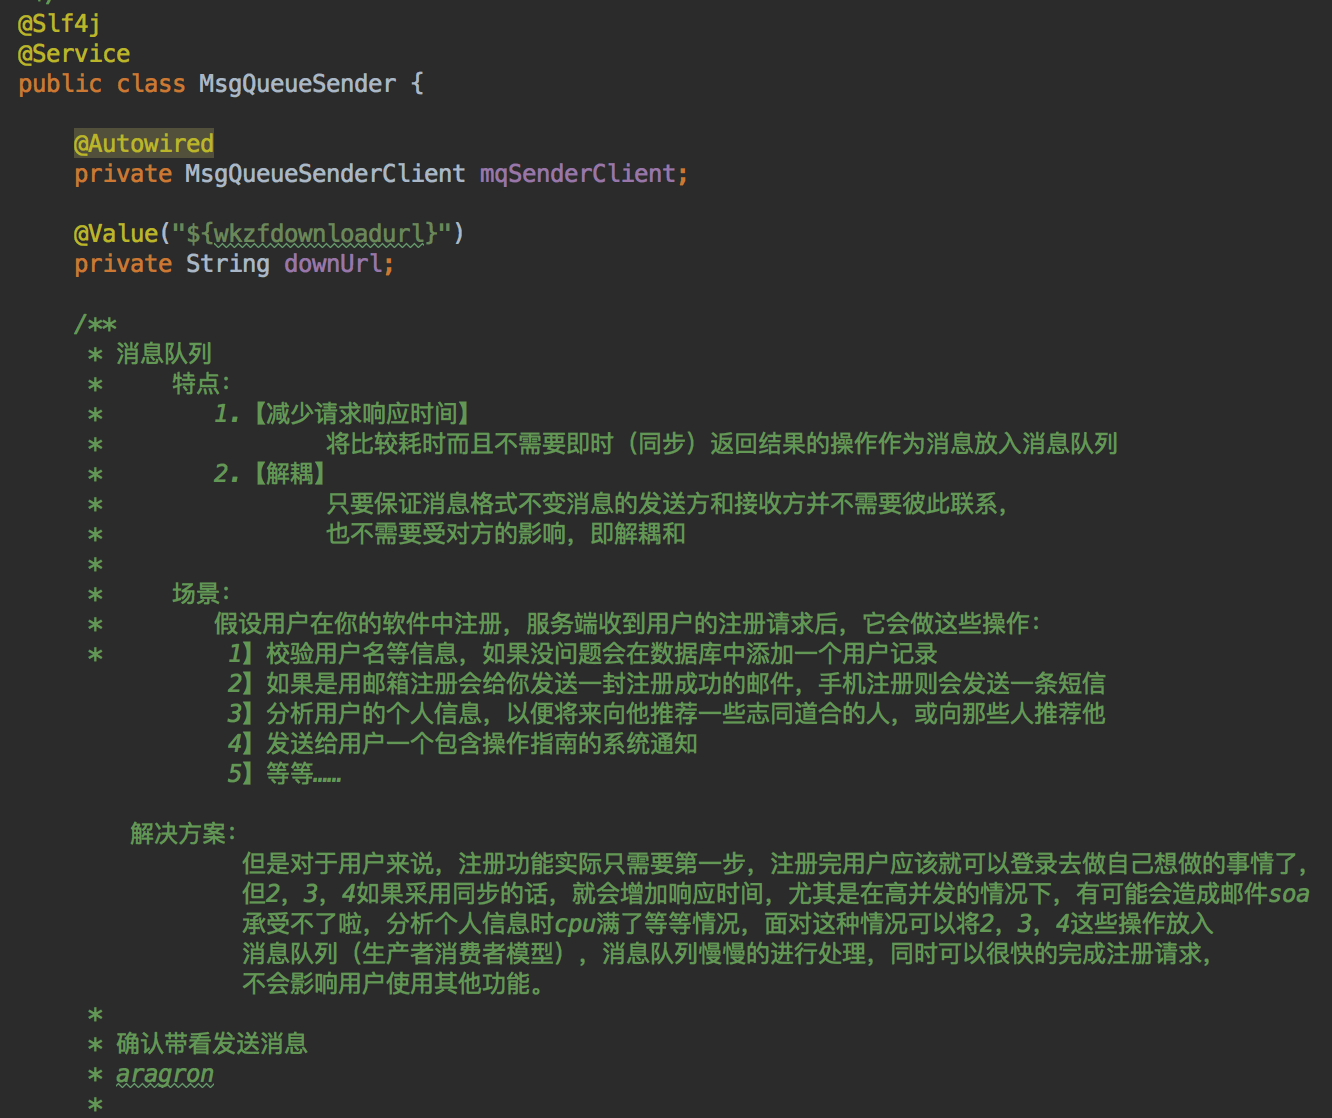 */
@Slf4j
@Service
public class MsgQueueSender {
@Autowired
private MsgQueueSenderClient mqSenderClient;
@Value("${wkzfdownloadurl}")
private String downUrl;
/**
* 消息队列
* 特点：
* 1.【减少请求响应时间】
* 将比较耗时而且不需要即时（同步）返回结果的操作作为消息放入消息队列
* 2.【解耦】
* 只要保证消息格式不变消息的发送方和接收方并不需要彼此联系，
* 也不需要受对方的影响，即解耦和
*
* 场景：
* 假设用户在你的软件中注册，服务端收到用户的注册请求后，它会做这些操作：
* 1】校验用户名等信息，如果没问题会在数据库中添加一个用户记录
2】如果是用邮箱注册会给你发送一封注册成功的邮件，手机注册则会发送一条短信
3】分析用户的个人信息，以便将来向他推荐一些志同道合的人，或向那些人推荐他
4】发送给用户一个包含操作指南的系统通知
5】等等……
解决方案：
但是对于用户来说，注册功能实际只需要第一步，注册完用户应该就可以登录去做自己想做的事情了，
但2，3，4如果采用同步的话，就会增加响应时间，尤其是在高并发的情况下，有可能会造成邮件soa
承受不了啦，分析个人信息时cpu满了等等情况，面对这种情况可以将2，3，4这些操作放入
消息队列（生产者消费者模型），消息队列慢慢的进行处理，同时可以很快的完成注册请求，
不会影响用户使用其他功能。
*
* 确认带看发送消息
* aragron
*